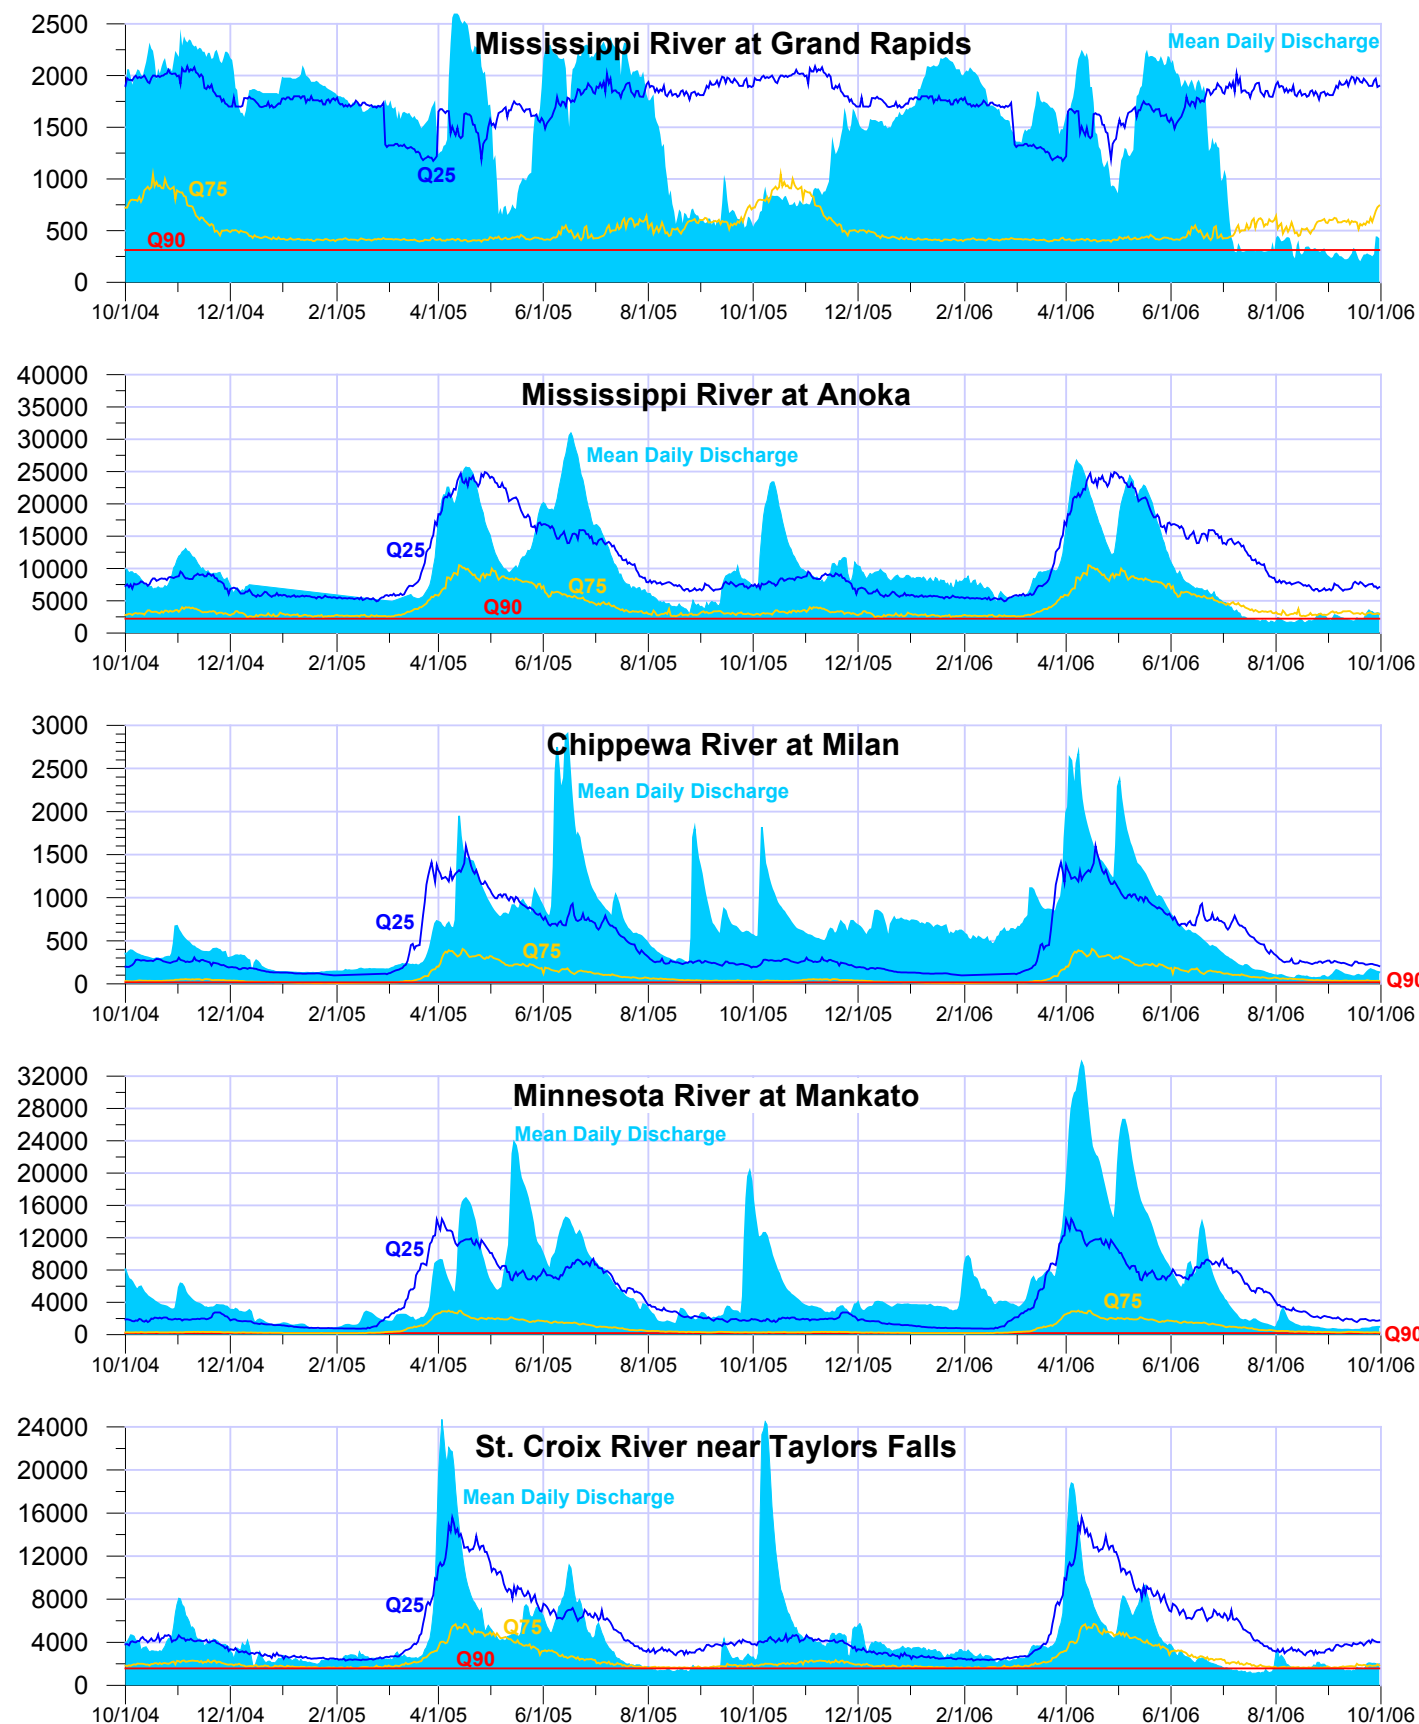 2500
Mississippi River at Grand Rapids
Mean Daily Discharge
2000
1500
Q25
1000
Q75
500
Q90
0
10/1/04 12/1/04 2/1/05 4/1/05 6/1/05 8/1/05 10/1/05 12/1/05 2/1/06 4/1/06 6/1/06 8/1/06 10/1/06
40000
Mississippi River at Anoka
35000
30000
Mean Daily Discharge
25000
20000
15000
Q25
10000
Q75
5000
Q90
0
10/1/04 12/1/04 2/1/05 4/1/05 6/1/05 8/1/05 10/1/05 12/1/05 2/1/06 4/1/06 6/1/06 8/1/06 10/1/06
3000
Chippewa River at Milan
2500
Mean Daily Discharge
2000
1500
1000
Q25
500
Q75
0
Q90
10/1/04 12/1/04 2/1/05 4/1/05 6/1/05 8/1/05 10/1/05 12/1/05 2/1/06 4/1/06 6/1/06 8/1/06 10/1/06
32000
Minnesota River at Mankato
28000
Mean Daily Discharge
24000
20000
16000
12000
Q25
8000
4000
Q75
0
Q90
10/1/04 12/1/04 2/1/05 4/1/05 6/1/05 8/1/05 10/1/05 12/1/05 2/1/06 4/1/06 6/1/06 8/1/06 10/1/06
24000
St. Croix River near Taylors Falls
20000
Mean Daily Discharge
16000
12000
8000
Q25
Q75
4000
Q90
0
10/1/04 12/1/04 2/1/05 4/1/05 6/1/05 8/1/05 10/1/05 12/1/05 2/1/06 4/1/06 6/1/06 8/1/06 10/1/06